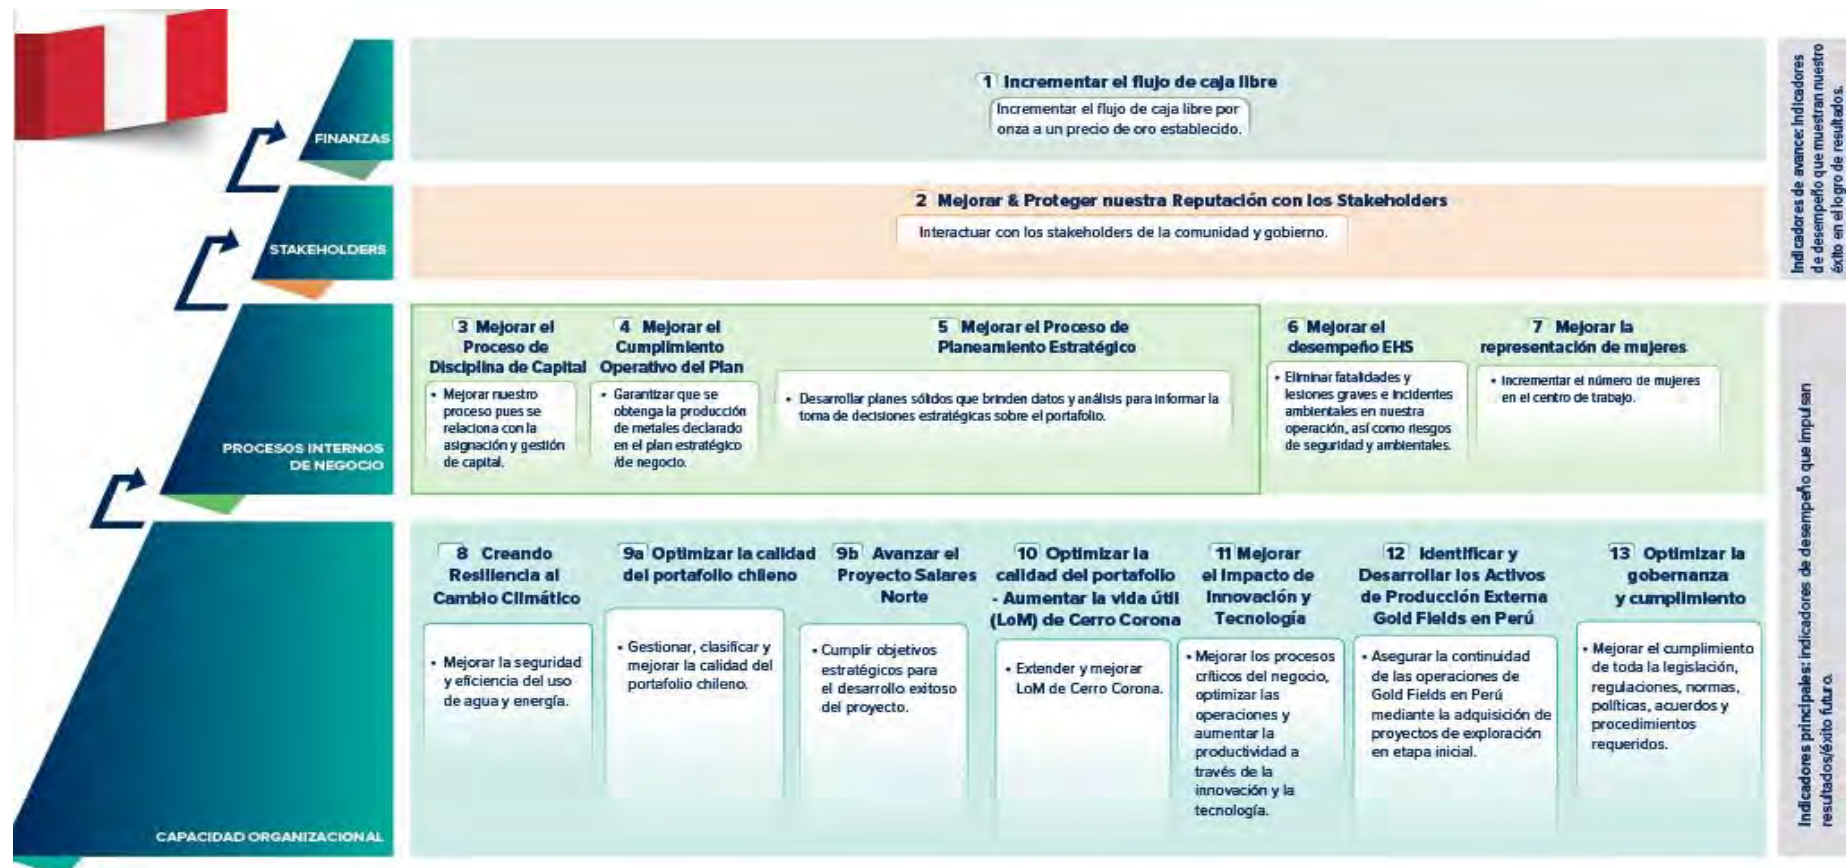 FINANZAS
1 Incrementar el flujo de caja libre
Incrementar el flujo de caja libre por
onza a un precio de oro establecido.
STAKEHOLDERS
2 Mejorar & Proteger nuestra Reputación con los Stakeholders
Interactuar con los stakeholders de la comunidad y gobierno.
Indicadores de avance: Indicadores
de desempeño que muestran nuestro
éxito en el logro de resultados.
PROCESOS INTERNOS
DE NEGOCIO
3 Mejorar el
Proceso de
Disciplina de Capital
• Mejorar nuestro
proceso pues se
relaciona con la
asignación y gestión
de capital.
4 Mejorar el
Cumplimiento
Operativo del Plan
• Garantizar que se
obtenga la producción
de metales declarado
en el plan estratégico
/de negocio.
5 Mejorar el Proceso de
Planeamiento Estratégico
• Desarrollar planes sólidos que brinden datos y análisis para informar la
toma de decisiones estratégicas sobre el portafolio.
6 Mejorar el
desempeño EHS
• Eliminar fatalidades y
lesiones graves e incidentes
ambientales en nuestra
operación, así como riesgos
de seguridad y ambientales.
7 Mejorar la
representación de mujeres
• Incrementar el número de mujeres
en el centro de trabajo.
CAPACIDAD ORGANIZACIONAL
8 Creando
Resiliencia al
Cambio Climático
• Mejorar la seguridad
y eficiencia del uso
de agua y energía.
9a Optimizar la calidad
del portafolio chileno
• Gestionar, clasificar y
mejorar la calidad del
portafolio chileno.
9b Avanzar el
Proyecto Salares
Norte
• Cumplir objetivos
estratégicos para
el desarrollo exitoso
del proyecto.
10 Optimizar la
calidad del portafolio
- Aumentar la vida útil
(LoM) de Cerro Corona
• Extender y mejorar
LoM de Cerro Corona.
11 Mejorar
el Impacto de
Innovación y
Tecnología
• Mejorar los procesos
críticos del negocio,
optimizar las
operaciones y
aumentar la
productividad a
través de la
innovación y la
tecnología.
12 Identificar y
Desarrollar los Activos
de Producción Externa
Gold Fields en Perú
• Asegurar la continuidad
de las operaciones de
Gold Fields en Perú
mediante la adquisición de
proyectos de exploración
en etapa inicial.
13 Optimizar la
gobernanza
y cumplimiento
• Mejorar el cumplimiento
de toda la legislación,
regulaciones, normas,
políticas, acuerdos y
procedimientos
requeridos.
Indicadores principales: indicadores de desempeño que impulsan
resultados/éxito futuro.